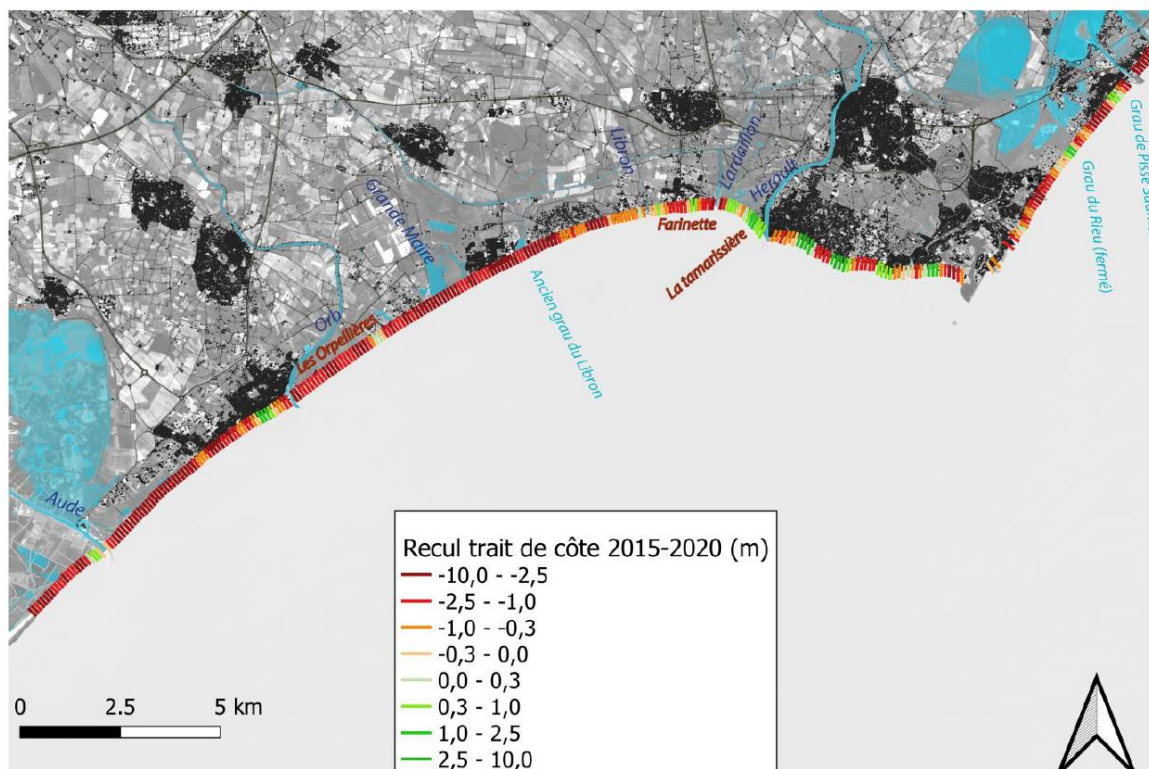 Libron
L'ardaillon
Hérault
Grande Maïre
Farinette
La tamarissière
Grau de Pisse
Grau du Rieu (fermé)
Ancien grau du Libron
Orb
Les Orpeillères
Aude
Recul trait de côte 2015-2020 (m)
-10,0 - -2,5
-2,5 - -1,0
-1,0 - -0,3
-0,3 - 0,0
0,0 - 0,3
0,3 - 1,0
1,0 - 2,5
2,5 - 10,0
0 2.5 5 km